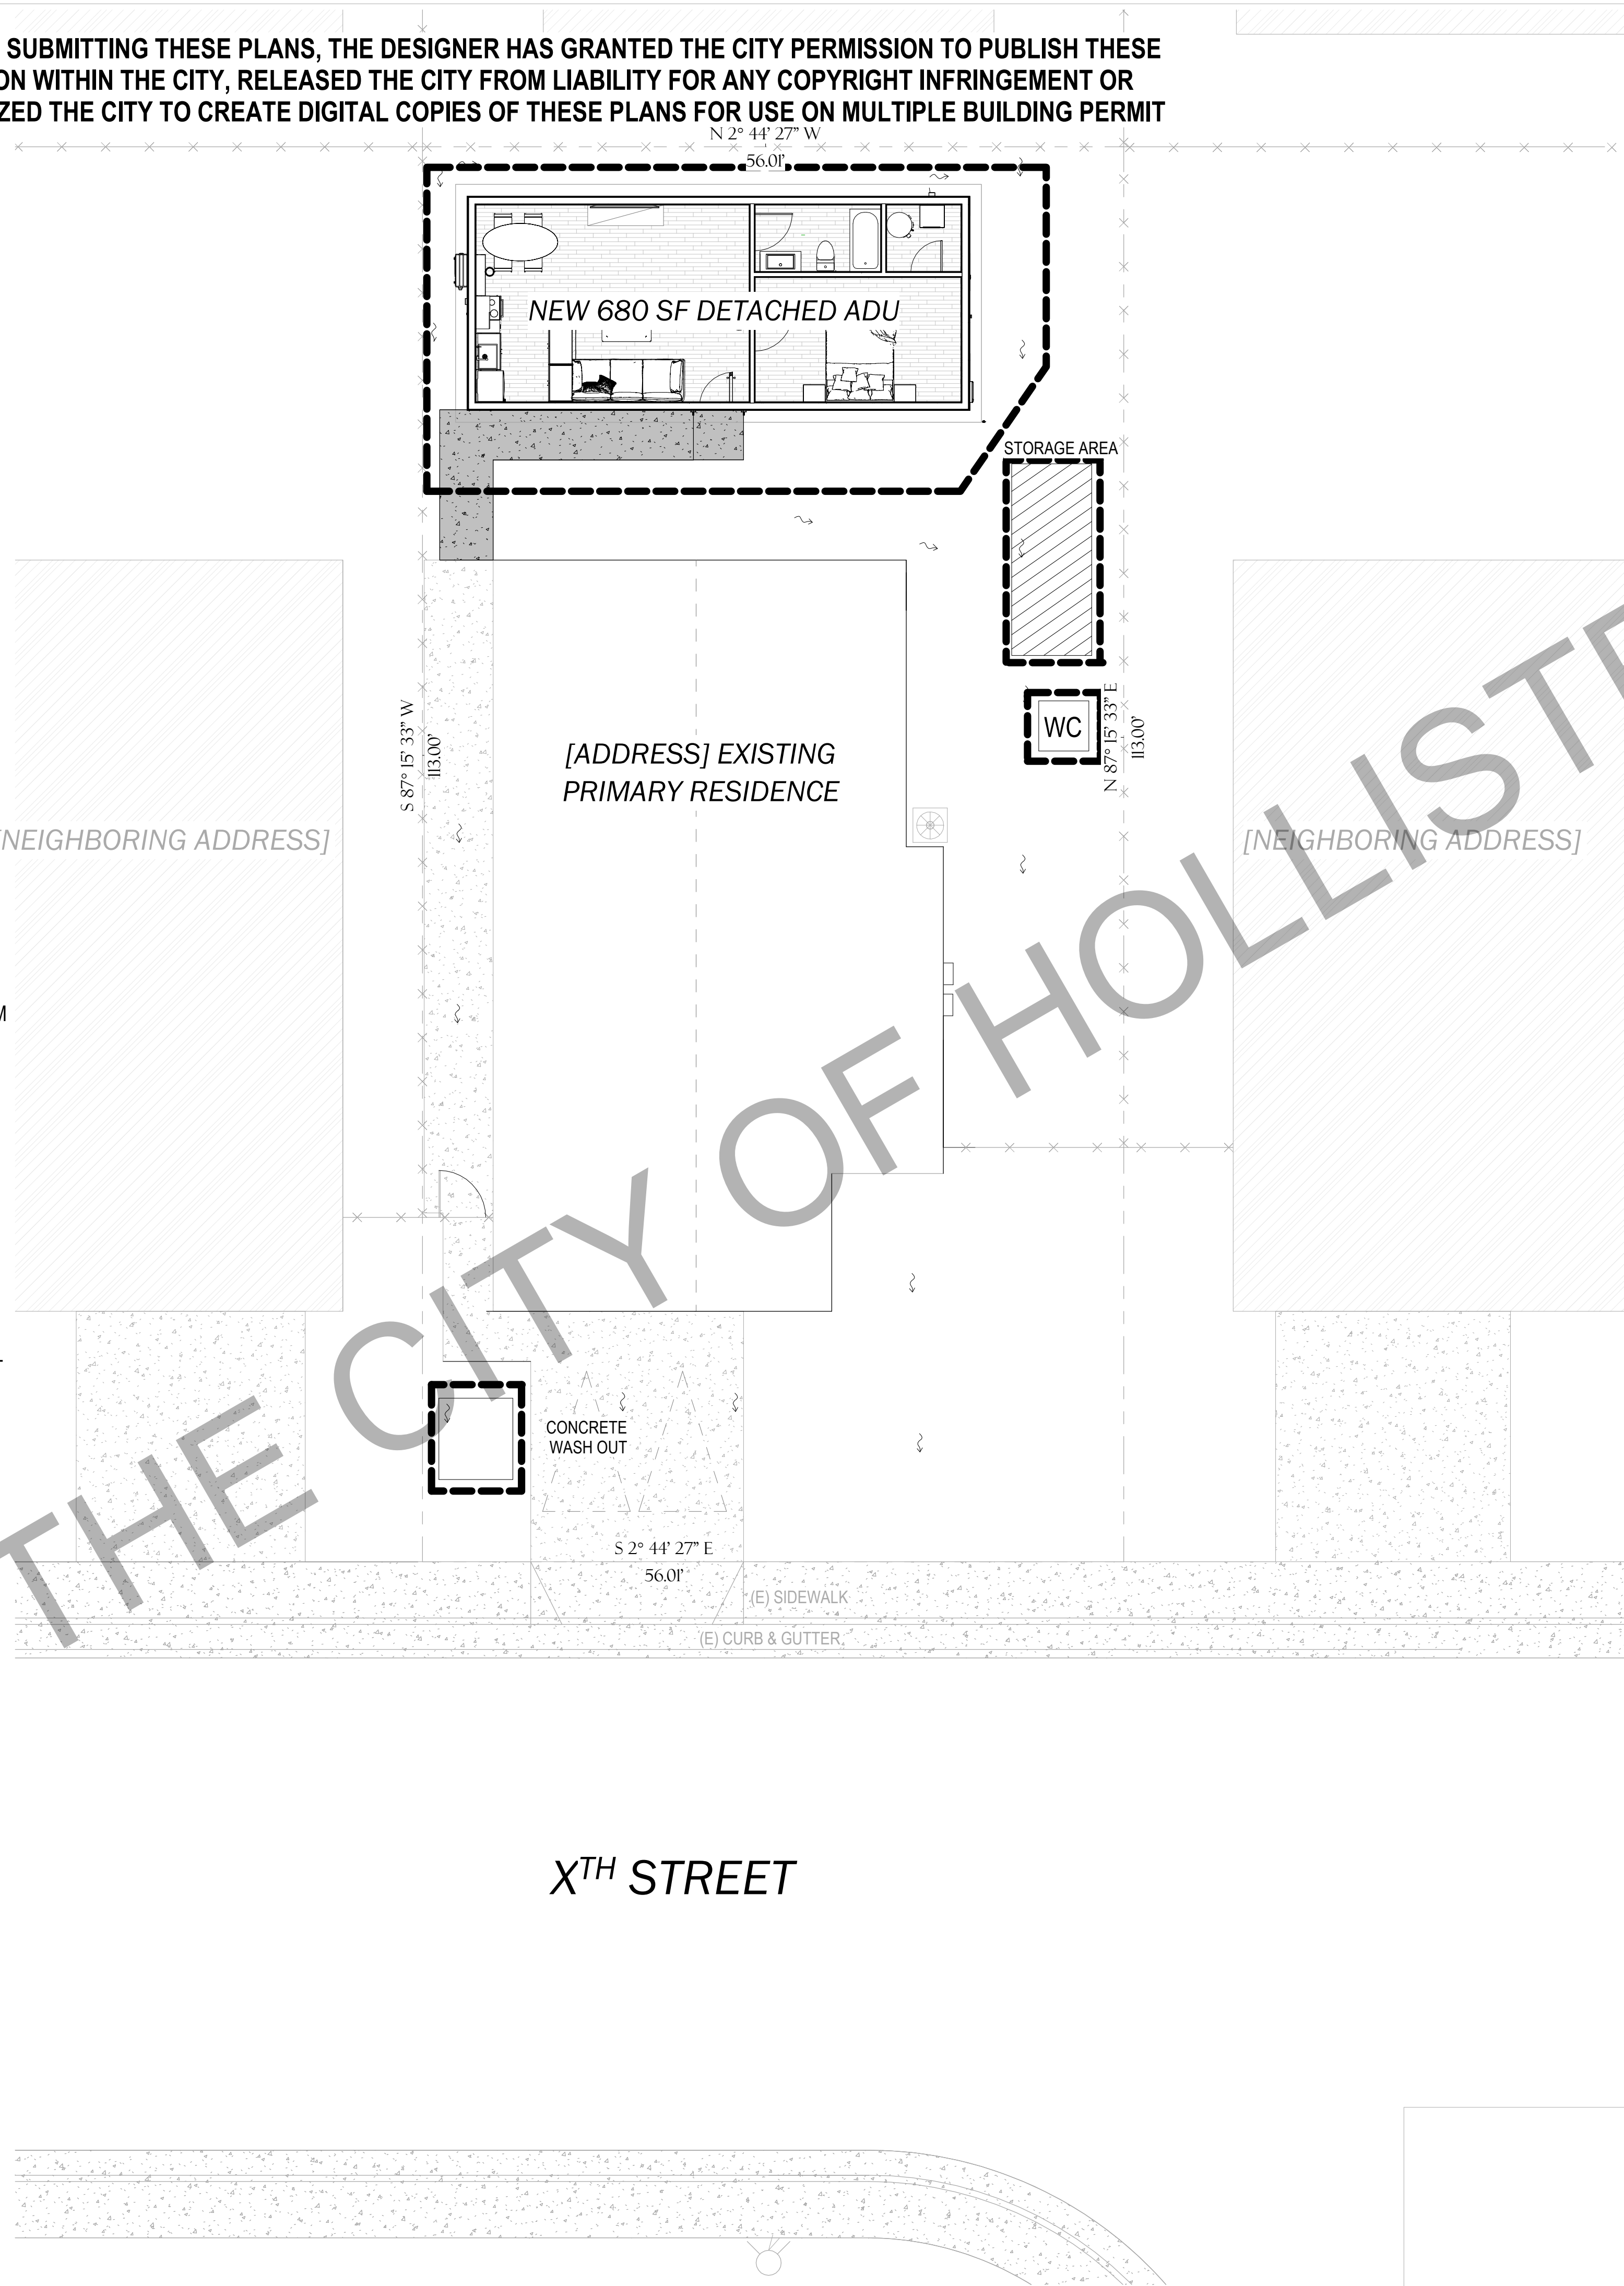 SUBMITTING THESE PLANS, THE DESIGNER HAS GRANTED THE CITY PERMISSION TO PUBLISH THESE
ON WITHIN THE CITY, RELEASED THE CITY FROM LIABILITY FOR ANY COPYRIGHT INFRINGEMENT OR
ZED THE CITY TO CREATE DIGITAL COPIES OF THESE PLANS FOR USE ON MULTIPLE BUILDING PERMIT
N 2° 44' 27" W
56.01'
NEW 680 SF DETACHED ADU
STORAGE AREA
WC
N 87° 15' 33" E
113.00'
S 87° 15' 33" W
113.00'
[ADDRESS] EXISTING
PRIMARY RESIDENCE
[NEIGHBORING ADDRESS]
[NEIGHBORING ADDRESS]
M
THE CITY OF HOLLISTE
CONCRETE
WASH OUT
S 2° 44' 27" E
56.01'
(E) SIDEWALK
(E) CURB & GUTTER
XTH STREET